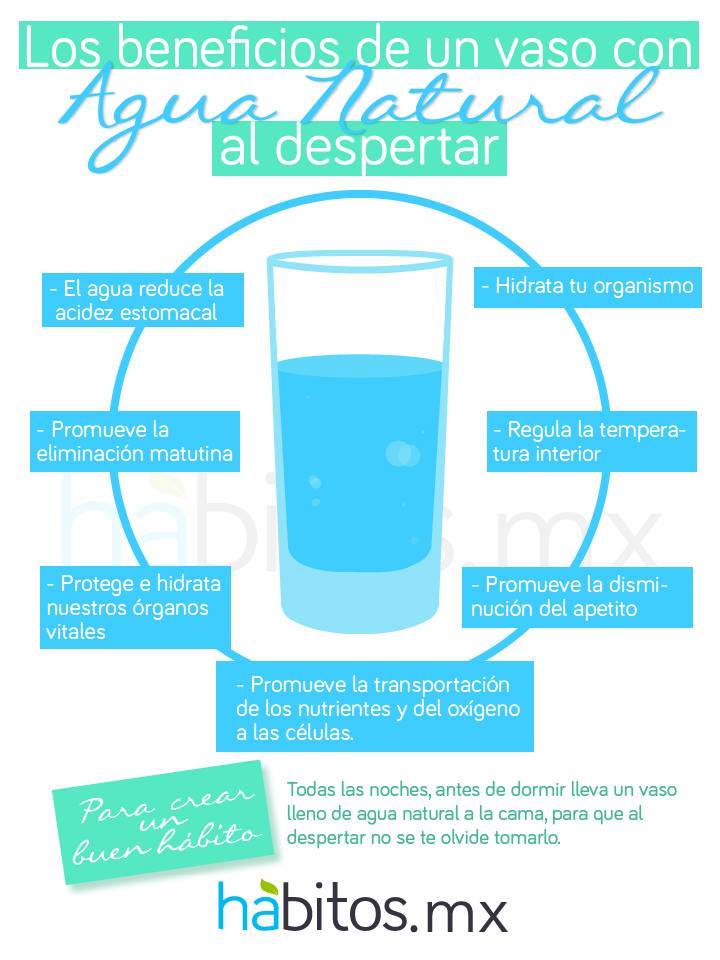 Los beneficios de un vaso con
Agua Natural
al despertar
- El agua reduce la
acidez estomacal
- Hidrata tu organismo
- Promueve la
eliminación matutina
- Regula la tempera-
tura interior
hábitos.mx
- Protege e hidrata
nuestros órganos
vitales
- Promueve la dismi-
nución del apetito
- Promueve la transportación
de los nutrientes y del oxígeno
a las células.
Para crear
un
buen hábito
Todas las noches, antes de dormir lleva un vaso
lleno de agua natural a la cama, para que al
despertar no se te olvide tomarlo.
hábitos.mx